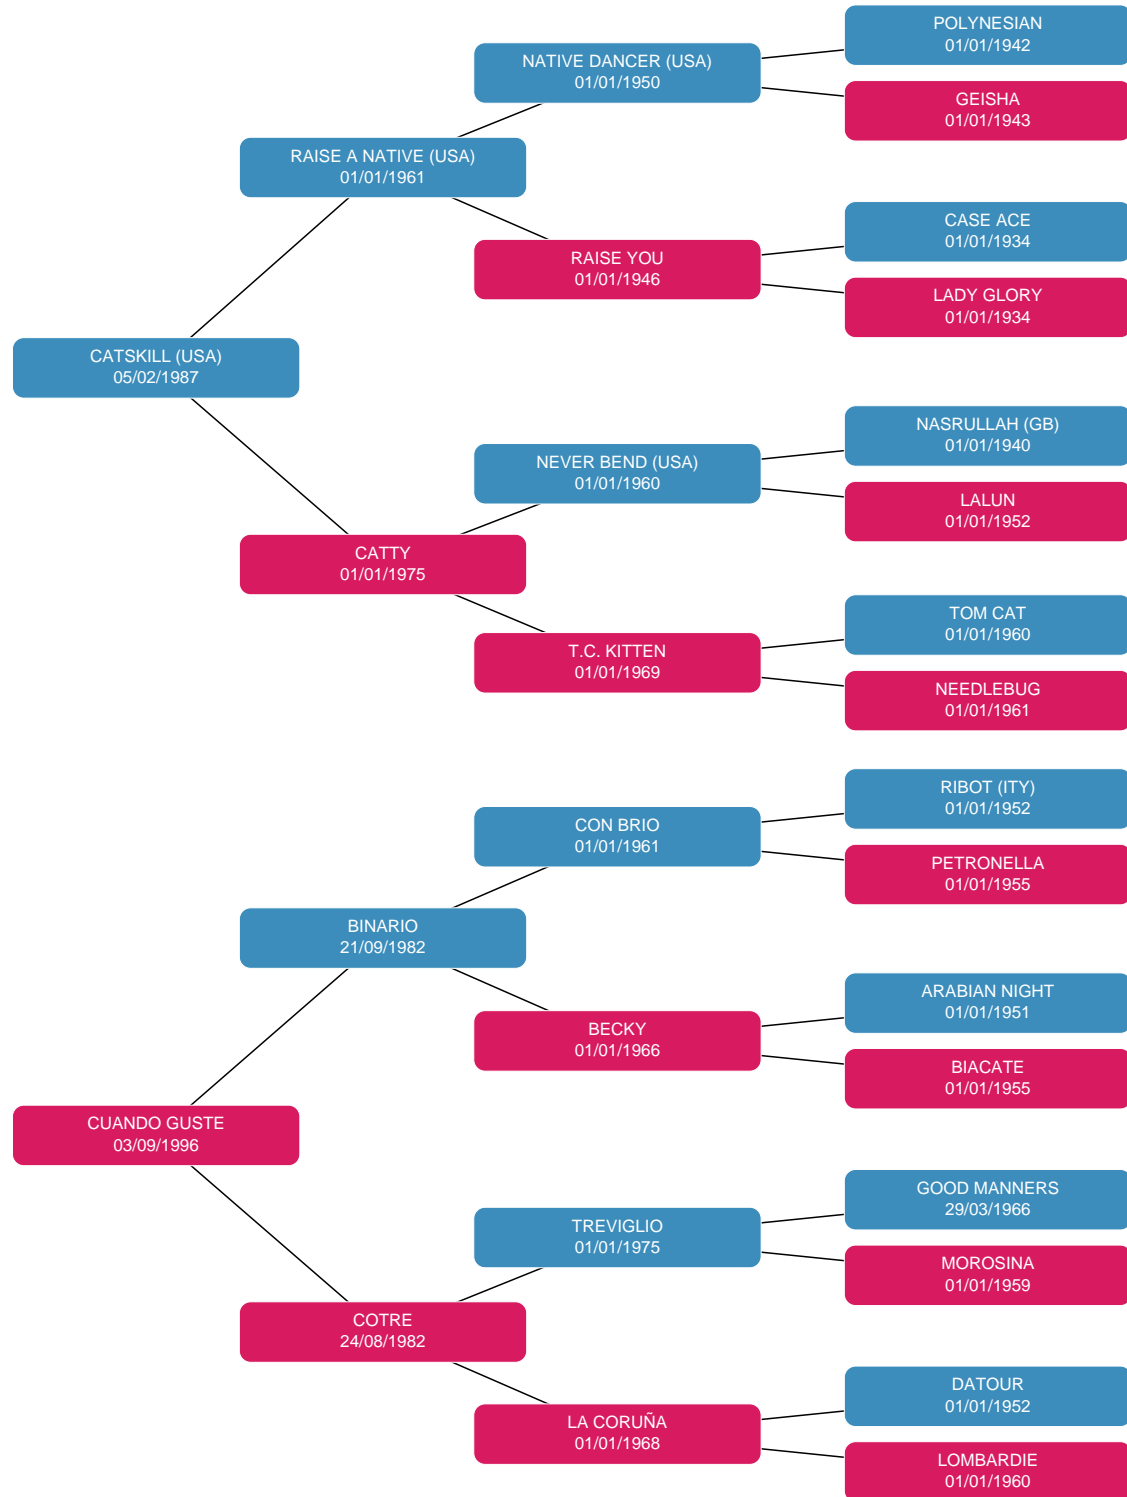 POLYNESIAN
01/01/1942
NATIVE DANCER (USA)
01/01/1950
GEISHA
01/01/1943
RAISE A NATIVE (USA)
01/01/1961
CASE ACE
01/01/1934
RAISE YOU
01/01/1946
LADY GLORY
01/01/1934
CATSKILL (USA)
05/02/1987
NASRULLAH (GB)
01/01/1940
NEVER BEND (USA)
01/01/1960
LALUN
01/01/1952
CATTY
01/01/1975
TOM CAT
01/01/1960
T.C. KITTEN
01/01/1969
NEEDLEBUG
01/01/1961
RIBOT (ITY)
01/01/1952
CON BRIO
01/01/1961
PETRONELLA
01/01/1955
BINARIO
21/09/1982
ARABIAN NIGHT
01/01/1951
BECKY
01/01/1966
BIACATE
01/01/1955
CUANDO GUSTE
03/09/1996
GOOD MANNERS
29/03/1966
TREVIGLIO
01/01/1975
MOROSINA
01/01/1959
COTRE
24/08/1982
DATOUR
01/01/1952
LA CORUÑA
01/01/1968
LOMBARDIE
01/01/1960